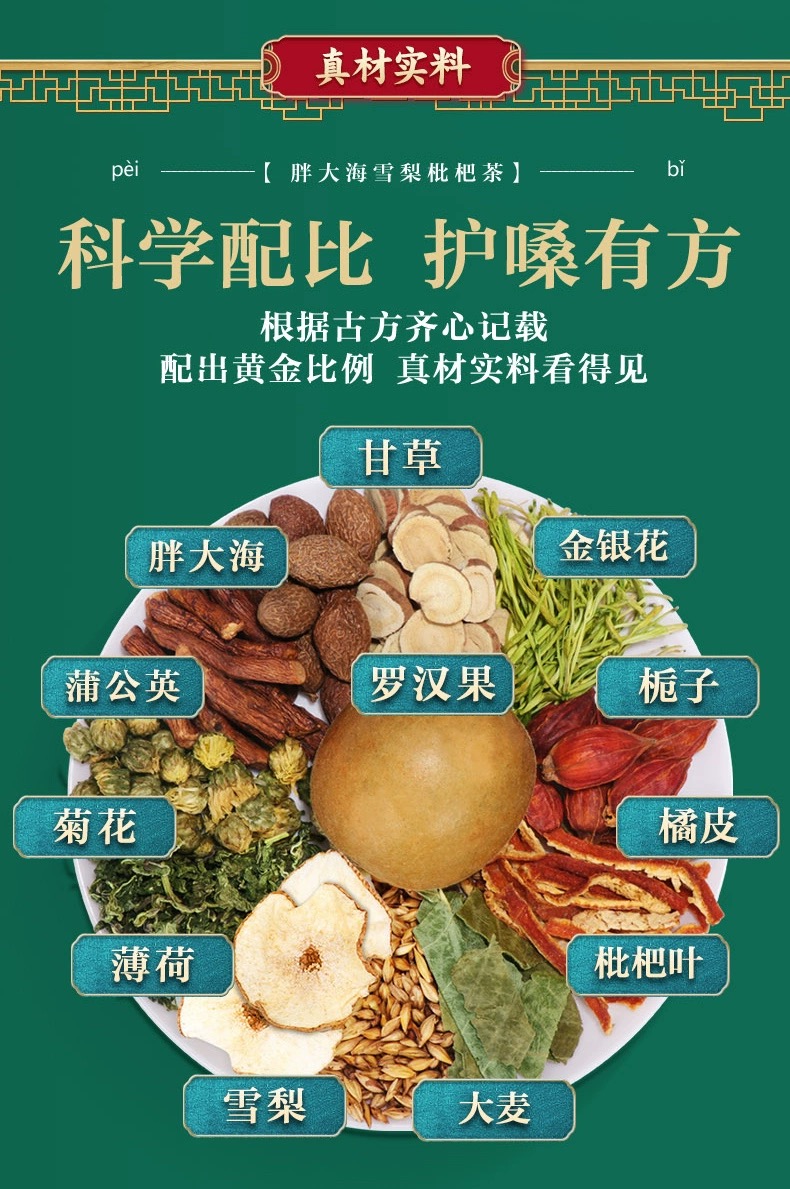 真材实料
pèi 【 胖大海雪梨枇杷茶 】 bǐ
科学配比 护嗓有方
根据古方齐心记载
配出黄金比例 真材实料看得见
甘草
胖大海
金银花
蒲公英
罗汉果
栀子
菊花
橘皮
薄荷
枇杷叶
雪梨
大麦